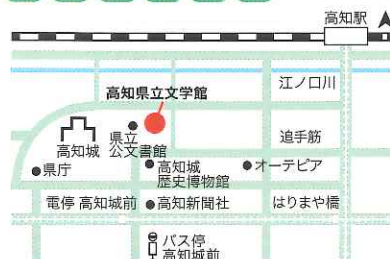 高知駅
江ノ口川
高知県立文学館
追手筋
県立
公文書館
高知城
県庁
高知城
歴史博物館
オーテピア
電停 高知城前
高知新聞社
はりまや橋
バス停
高知城前